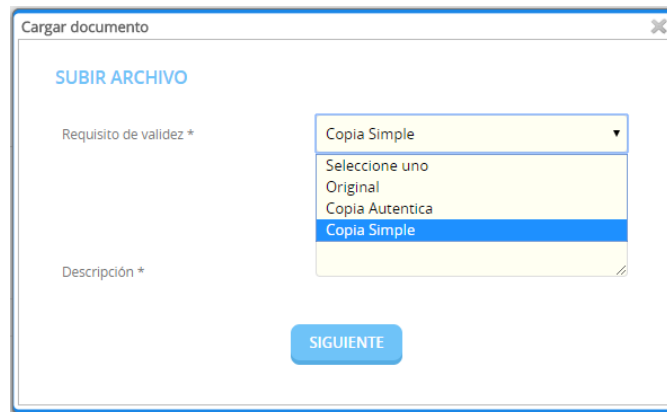 Cargar documento
SUBIR ARCHIVO
Requisito de validez * Copia Simple
Seleccione uno
Original
Copia Autentica
Copia Simple
Descripción *
SIGUIENTE